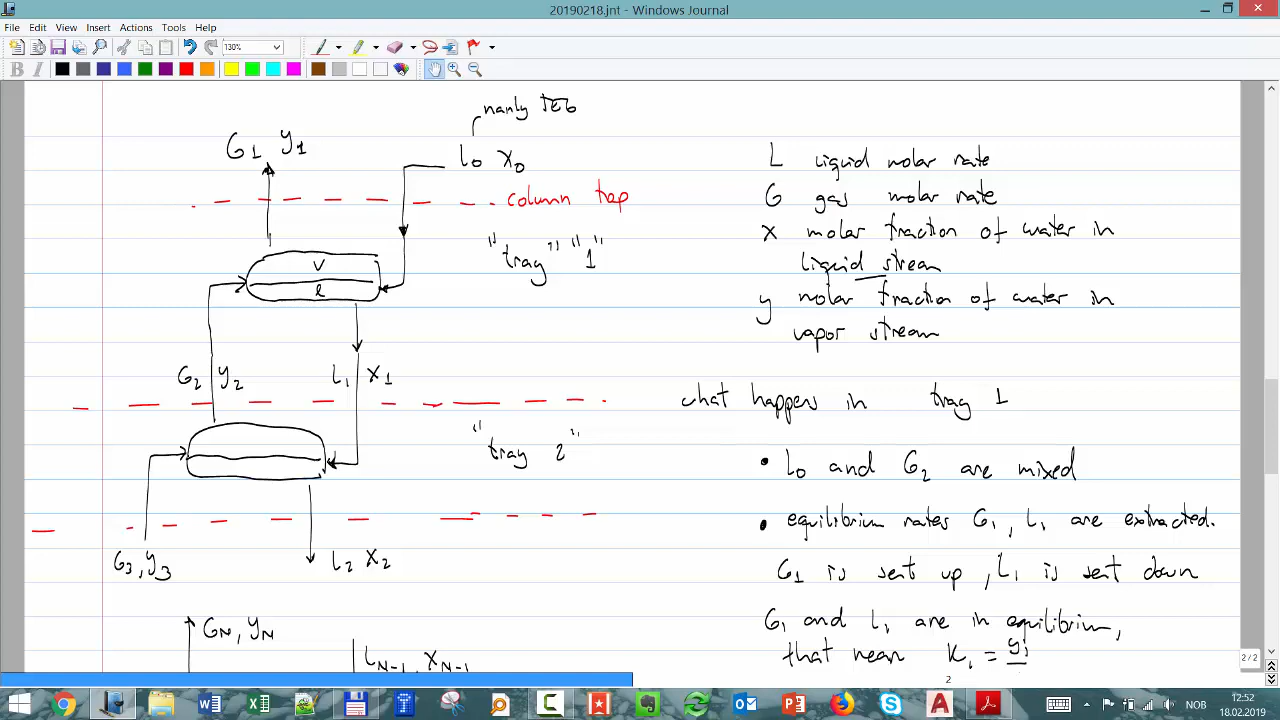 20190218.jnt - Windows Journal
File Edit View Insert Actions Tools Help
130%
B I
manly TEG
G1 y1
L0 x0
column top
"tray" "1"
V
l
G2 y2
L1 x1
"tray 2"
G3, y3
L2 x2
GN, yN
LN-1, XN-1
L liquid molar rate
G gas molar rate
x molar fraction of water in
liquid stream
y molar fraction of water in
vapor stream
what happens in tray 1
• L0 and G2 are mixed
• equilibrium rates G1, L1 are extracted.
G1 is sent up, L1 is sent down
G1 and L1 are in equilibrium,
that mean K1 = y1
2
2/2
12:52
18.02.2019